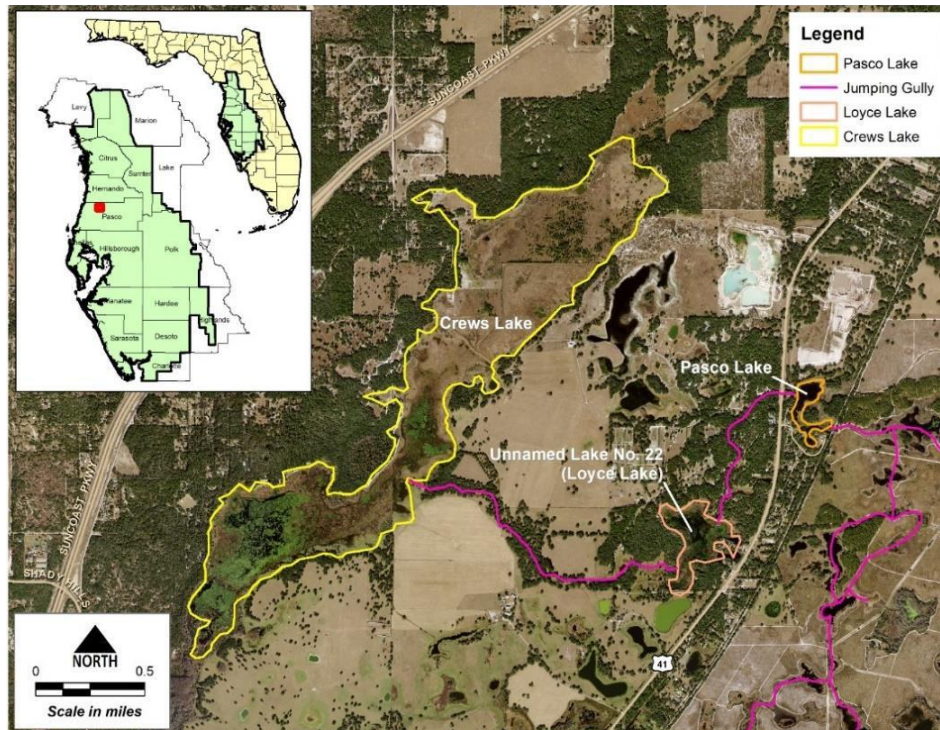 Levy
Marion
Citrus
Lake
Sumter
Hernando
Pasco
Hillsborough
Polk
Manatee
Hardee
Highlands
Sarasota
Desoto
Charlotte
SUNCOAST PKWY
Legend
Pasco Lake
Jumping Gully
Loyce Lake
Crews Lake
Crews Lake
Pasco Lake
Unnamed Lake No. 22
(Loyce Lake)
SUNCOAST PKWY
SHADY HILLS
41
NORTH
0 0.5
Scale in miles